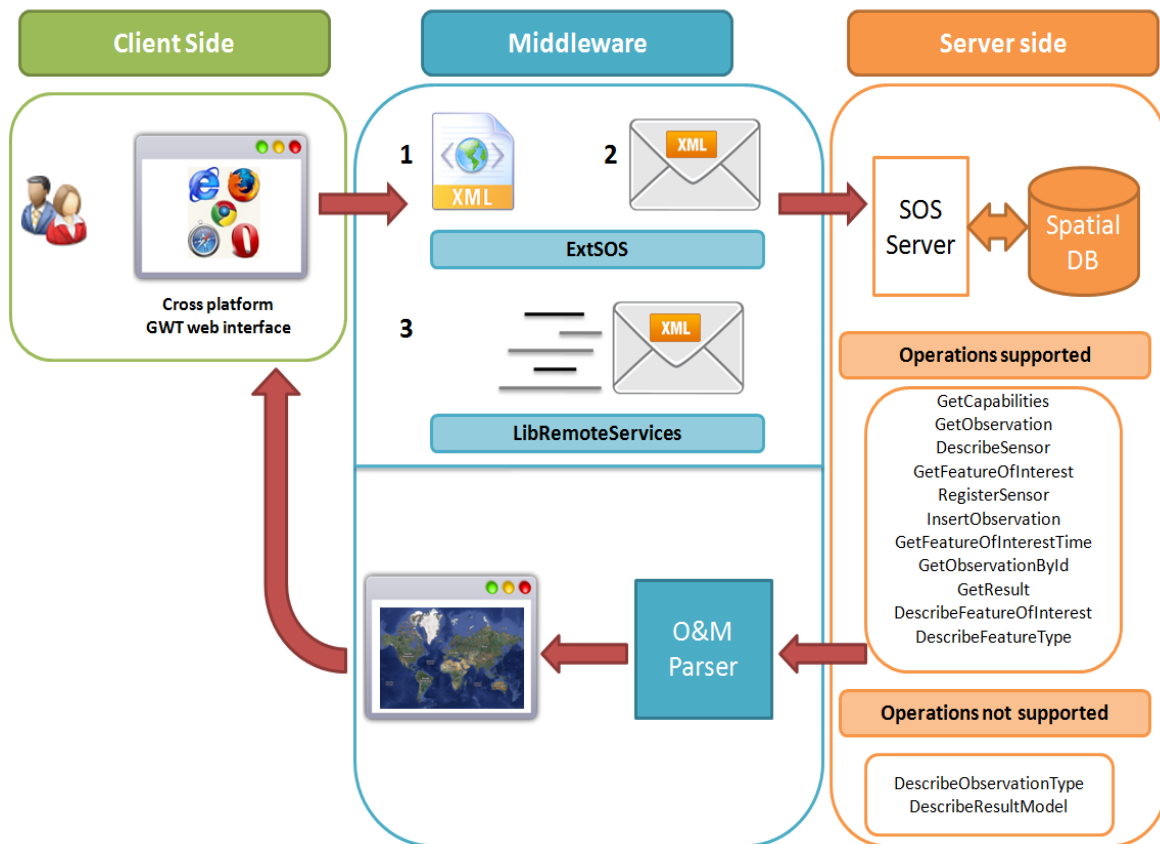 Client Side
Middleware
Server side
1
XML
2
XML
ExtSOS
3
XML
LibRemoteServices
Cross platform
GWT web interface
SOS
Server
Spatial
DB
Operations supported
GetCapabilities
GetObservation
DescribeSensor
GetFeatureOfInterest
RegisterSensor
InsertObservation
GetFeatureOfInterestTime
GetObservationById
GetResult
DescribeFeatureOfInterest
DescribeFeatureType
O&M
Parser
Operations not supported
DescribeObservationType
DescribeResultModel